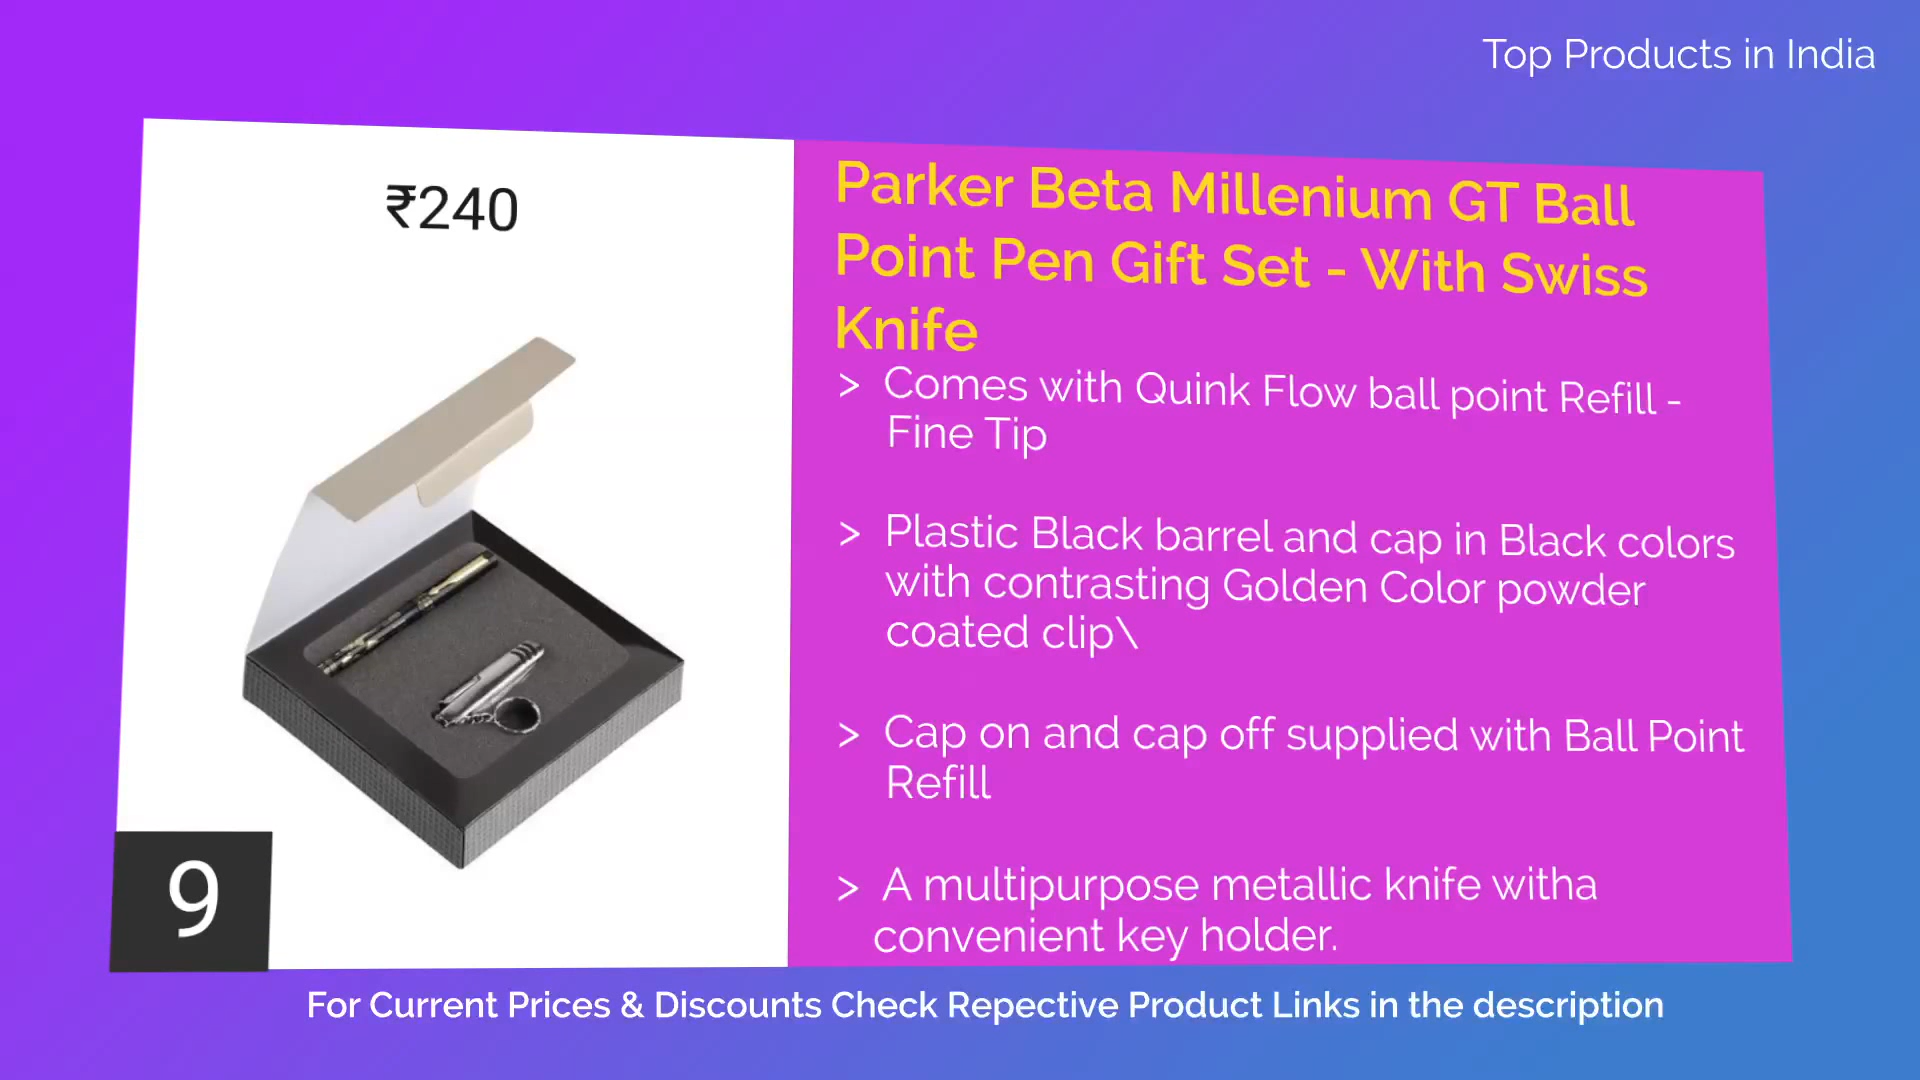 Top Products in India
₹240
Parker Beta Millenium GT Ball
Point Pen Gift Set - With Swiss
Knife
> Comes with Quink Flow ball point Refill -
Fine Tip
> Plastic Black barrel and cap in Black colors
with contrasting Golden Color powder
coated clip\
> Cap on and cap off supplied with Ball Point
Refill
> A multipurpose metallic knife witha
convenient key holder.
9
For Current Prices & Discounts Check Repective Product Links in the description